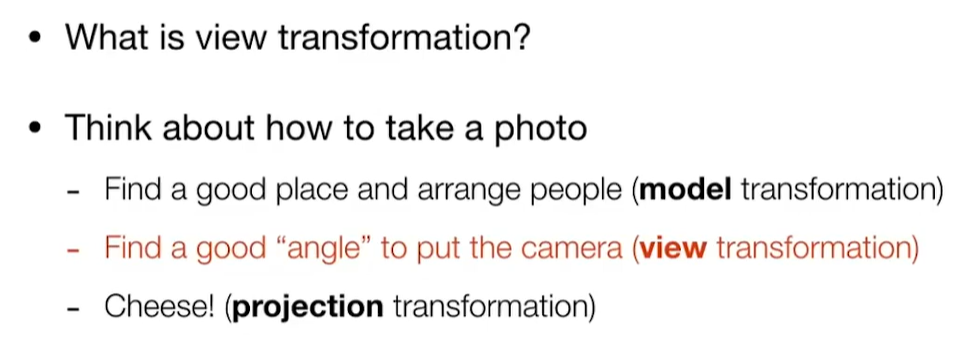 • What is view transformation?
• Think about how to take a photo
- Find a good place and arrange people (model transformation)
- Find a good “angle” to put the camera (view transformation)
- Cheese! (projection transformation)